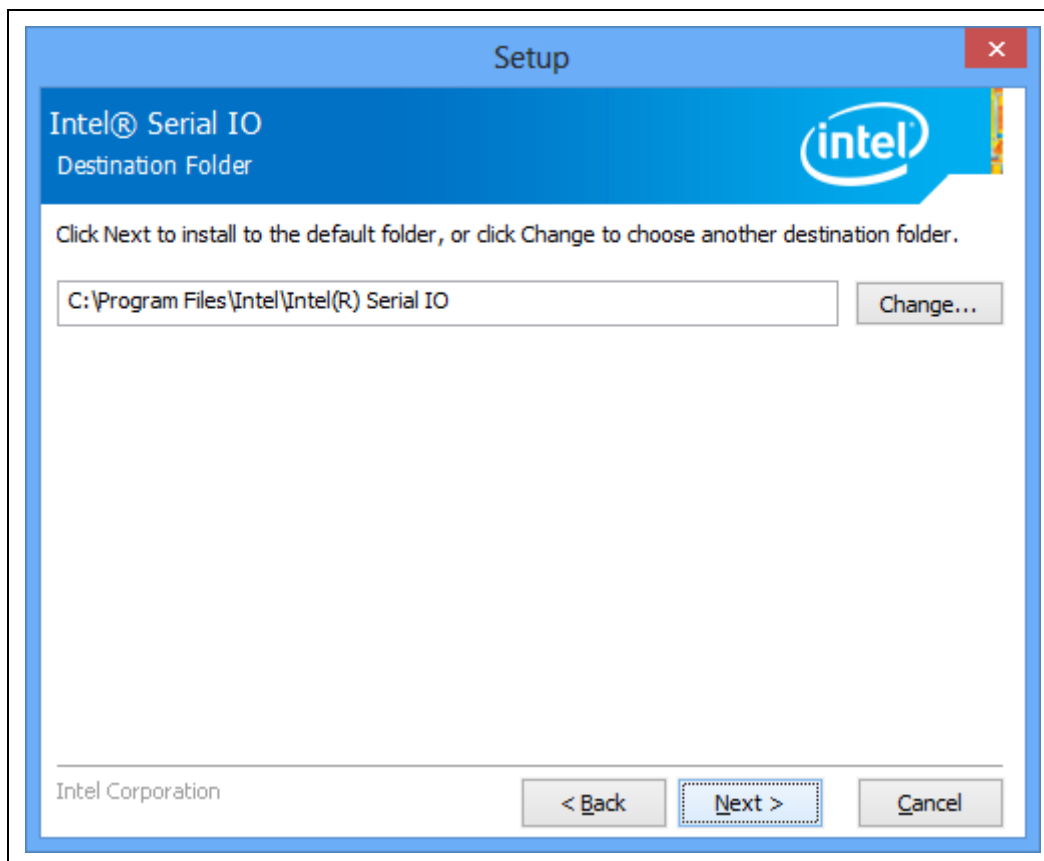 Setup
Intel® Serial IO
Destination Folder
intel
Click Next to install to the default folder, or click Change to choose another destination folder.
C:\Program Files\Intel\Intel(R) Serial IO
Change...
Intel Corporation
< Back
Next >
Cancel